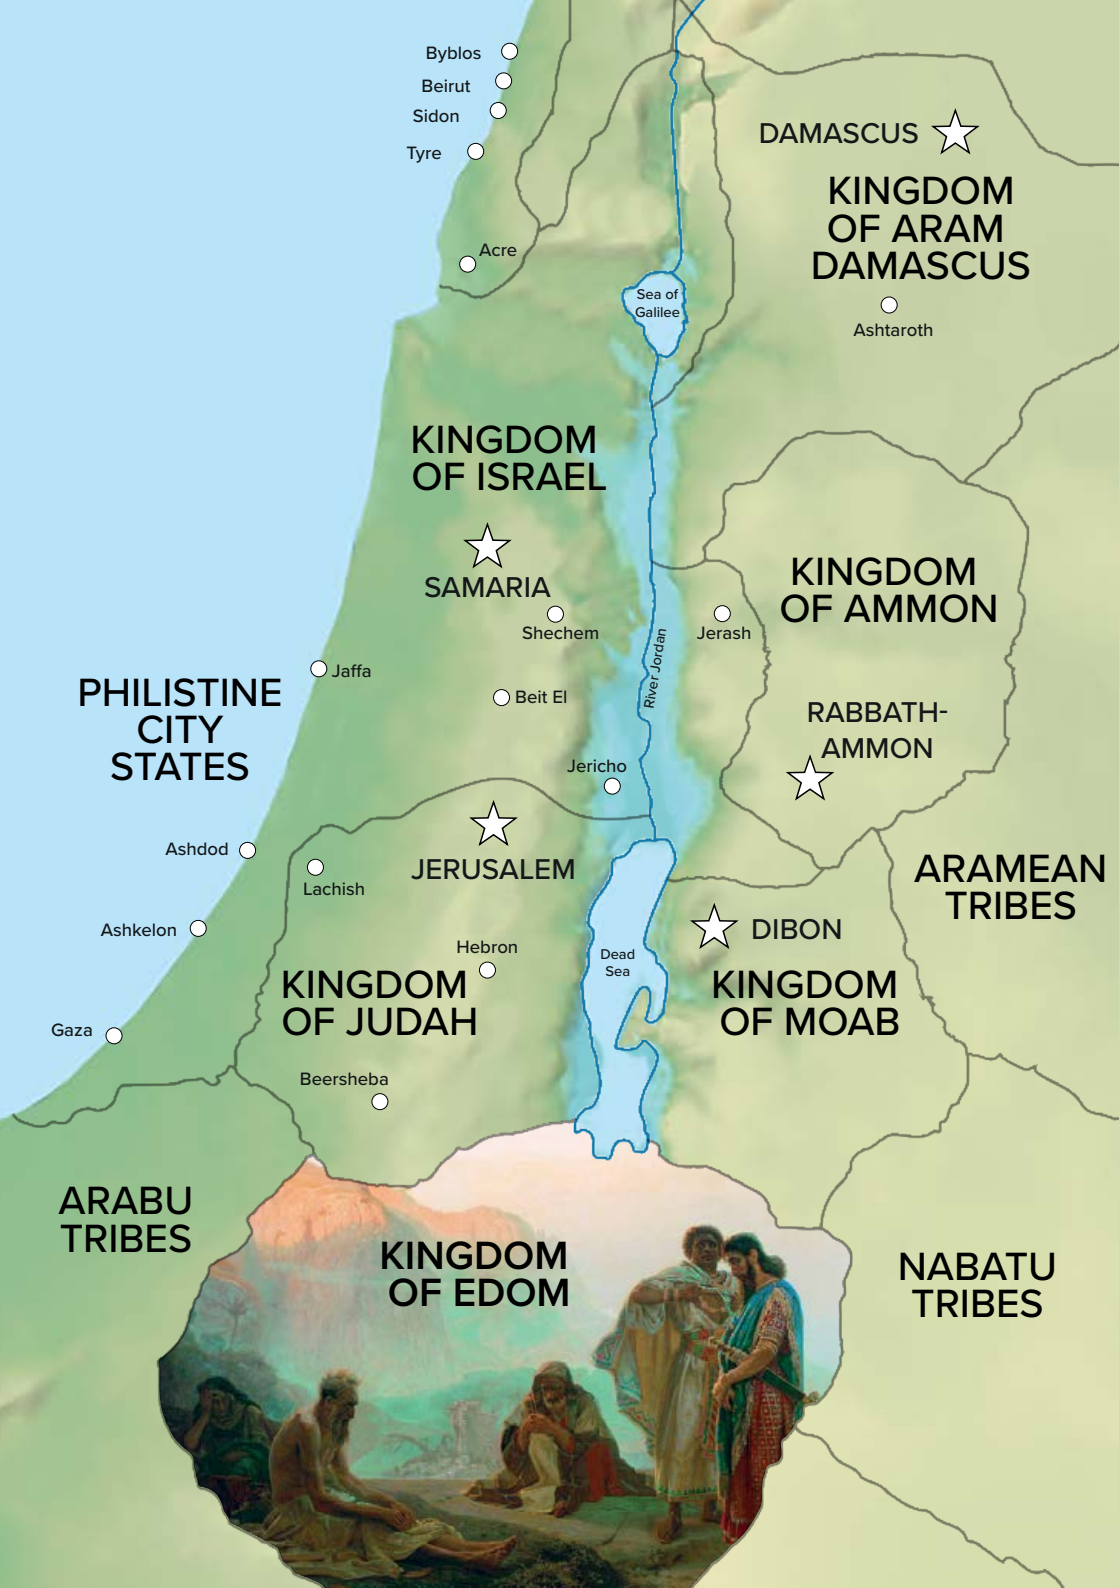 Byblos
Beirut
Sidon
Tyre
Acre
DAMASCUS
KINGDOM
OF ARAM
DAMASCUS
Ashtaroth
Sea of
Galilee
KINGDOM
OF ISRAEL
SAMARIA
Shechem
Jerash
KINGDOM
OF AMMON
River Jordan
Jaffa
Beit El
PHILISTINE
CITY
STATES
RABBATH-
AMMON
Jericho
Ashdod
Lachish
JERUSALEM
ARAMEAN
TRIBES
Ashkelon
Hebron
Dead
Sea
DIBON
KINGDOM
OF JUDAH
KINGDOM
OF MOAB
Gaza
Beersheba
ARABU
TRIBES
KINGDOM
OF EDOM
NABATU
TRIBES